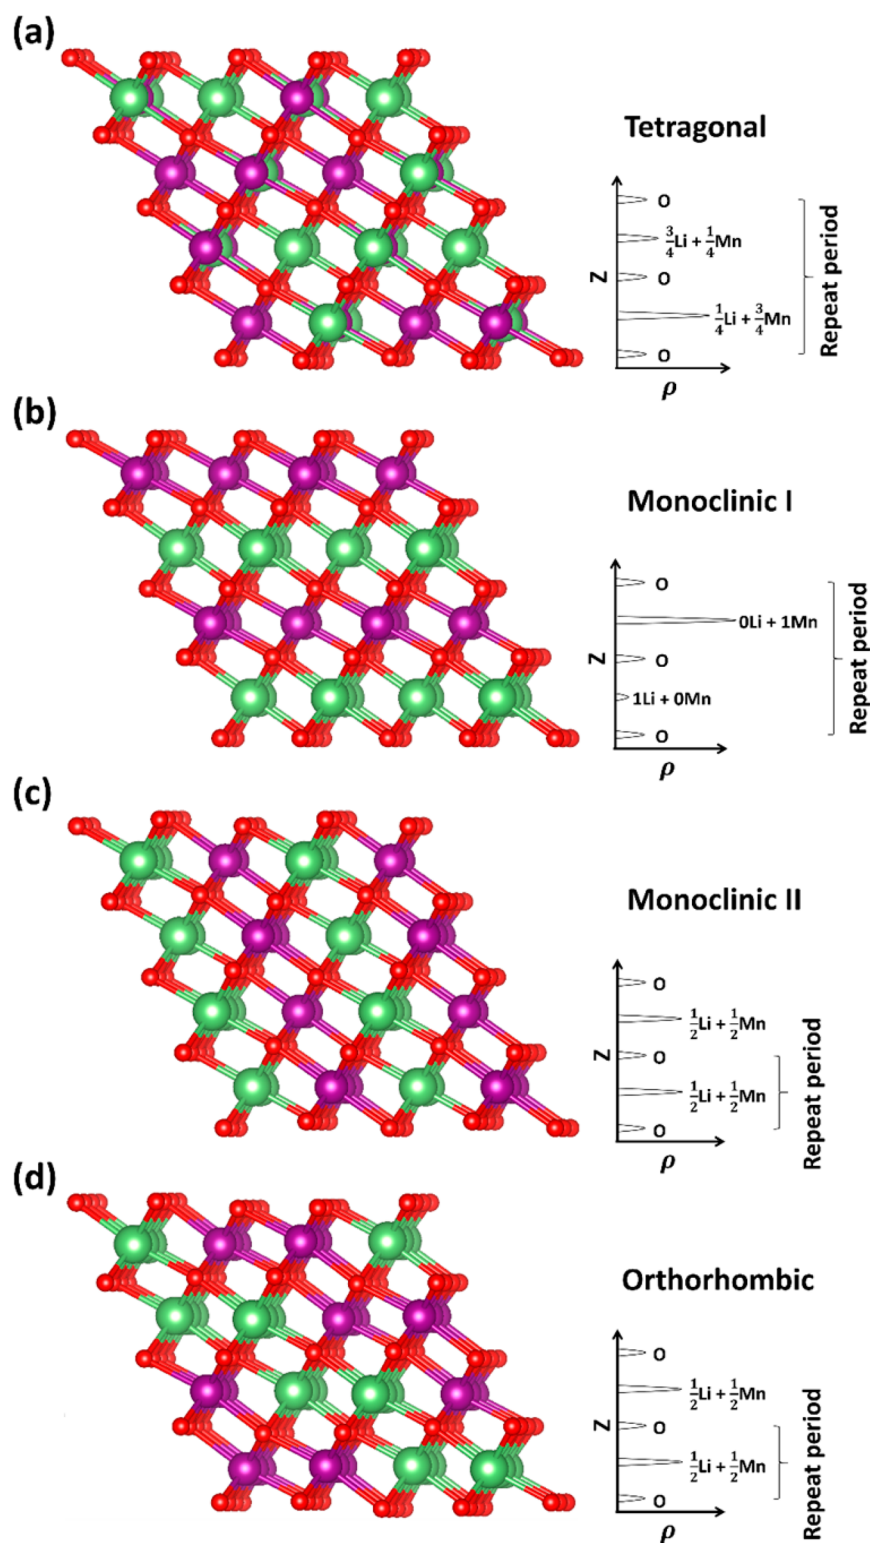 (a)
Tetragonal
O
3/4Li + 1/4Mn
O
1/4Li + 3/4Mn
O
Z
ρ
Repeat period
(b)
Monoclinic I
O
0Li + 1Mn
O
1Li + 0Mn
O
Z
ρ
Repeat period
(c)
Monoclinic II
O
1/2Li + 1/2Mn
O
1/2Li + 1/2Mn
O
Z
ρ
Repeat period
(d)
Orthorhombic
O
1/2Li + 1/2Mn
O
1/2Li + 1/2Mn
O
Z
ρ
Repeat period